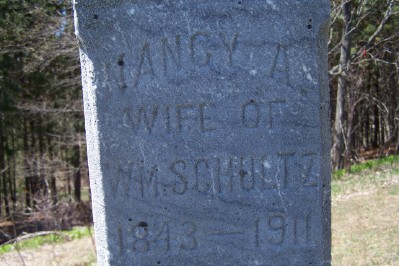 NANCY A.
WIFE OF
WM. SCHULTZ
1843 — 1911